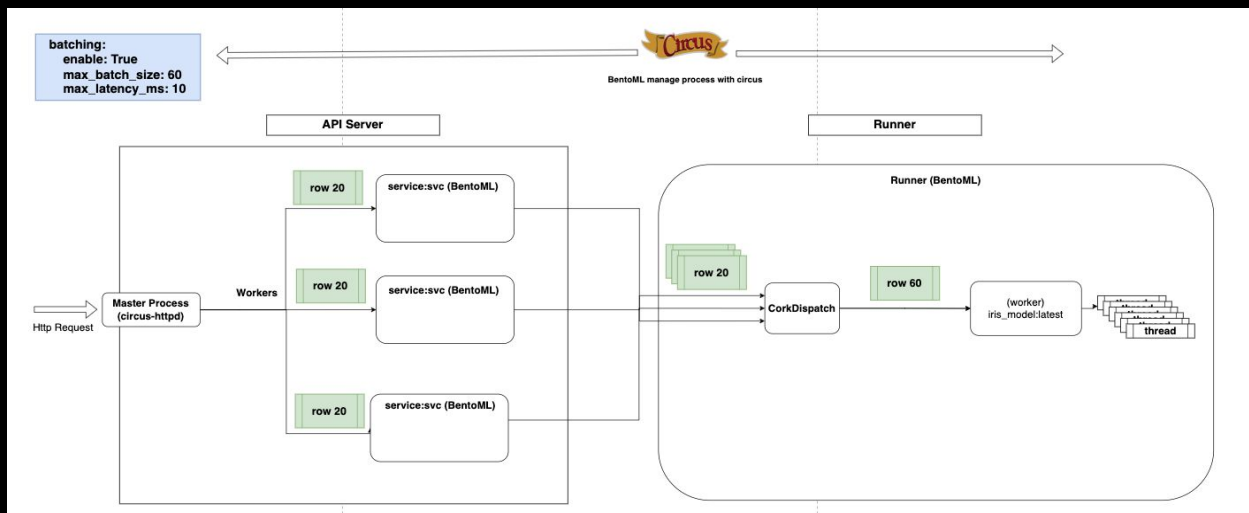 batching:
enable: True
max_batch_size: 60
max_latency_ms: 10
Circus
BentoML manage process with circus
API Server
Runner
Runner (BentoML)
row 20
service:svc (BentoML)
row 20
row 20
service:svc (BentoML)
row 60
Workers
Master Process
(circus-httpd)
Http Request
CorkDispatch
(worker)
iris_model:latest
thread
row 20
service:svc (BentoML)